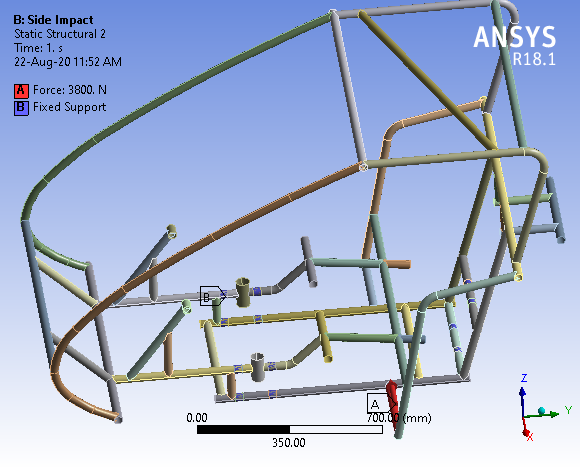 B: Side Impact
Static Structural 2
Time: 1. s
22-Aug-20 11:52 AM
A Force: 3800. N
B Fixed Support
ANSYS
R18.1
B
A
0.00 700.00 (mm)
350.00
Z
Y
X